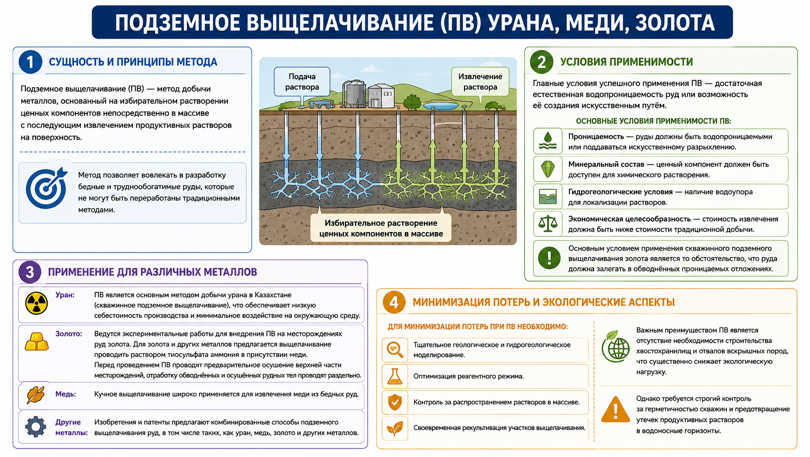 ПОДЗЕМНОЕ ВЫЩЕЛАЧИВАНИЕ (ПВ) УРАНА, МЕДИ, ЗОЛОТА
1
СУЩНОСТЬ И ПРИНЦИПЫ МЕТОДА
Подземное выщелачивание (ПВ) — метод добычи
металлов, основанный на избирательном растворении
ценных компонентов непосредственно в массиве
с последующим извлечением продуктивных растворов
на поверхность.
Метод позволяет вовлекать в разработку
бедные и труднообогатимые руды, которые
не могут быть переработаны традиционными
методами.
Подача
раствора
Извлечение
раствора
Избирательное растворение
ценных компонентов в массиве
2
УСЛОВИЯ ПРИМЕНИМОСТИ
Главные условия успешного применения ПВ — достаточная
естественная водопроницаемость руд или возможность
её создания искусственным путём.
ОСНОВНЫЕ УСЛОВИЯ ПРИМЕНИМОСТИ ПВ:
Проницаемость — руды должны быть водопроницаемыми
или поддаваться искусственному разрыхлению.
Минеральный состав — ценный компонент должен быть
доступен для химического растворения.
Гидрогеологические условия — наличие водоупора
для локализации растворов.
Экономическая целесообразность — стоимость извлечения
должна быть ниже стоимости традиционной добычи.
Основным условием применения скважинного подземного
выщелачивания золота является то обстоятельство, что руда
должна залегать в обводнённых проницаемых отложениях.
3
ПРИМЕНЕНИЕ ДЛЯ РАЗЛИЧНЫХ МЕТАЛЛОВ
Уран:
ПВ является основным методом добычи урана в Казахстане
(скважинное подземное выщелачивание), что обеспечивает низкую
себестоимость производства и минимальное воздействие на окружающую среду.
Золото:
Ведутся экспериментальные работы для внедрения ПВ на месторождениях
руд золота. Для золота и других металлов предлагается выщелачивание
проводить раствором тиосульфата аммония в присутствии меди.
Перед проведением ПВ проводят предварительное осушение верхней части
месторождений, отработку обводнённых и осушённых рудных тел проводят раздельно.
Медь:
Кучное выщелачивание широко применяется для извлечения меди из бедных руд.
Другие
металлы:
Изобретения и патенты предлагают комбинированные способы подземного
выщелачивания руд, в том числе таких, как уран, медь, золото и других металлов.
4
МИНИМИЗАЦИЯ ПОТЕРЬ И ЭКОЛОГИЧЕСКИЕ АСПЕКТЫ
ДЛЯ МИНИМИЗАЦИИ ПОТЕРЬ ПРИ ПВ НЕОБХОДИМО:
Тщательное геологическое и гидрогеологическое
моделирование.
Оптимизация реагентного режима.
Контроль за распространением растворов в массиве.
Своевременная рекультивация участков выщелачивания.
Важным преимуществом ПВ является
отсутствие необходимости строительства
хвостохранилищ и отвалов вскрышных пород,
что существенно снижает экологическую
нагрузку.
Однако требуется строгий контроль
за герметичностью скважин и предотвращение
утечек продуктивных растворов
в водоносные горизонты.